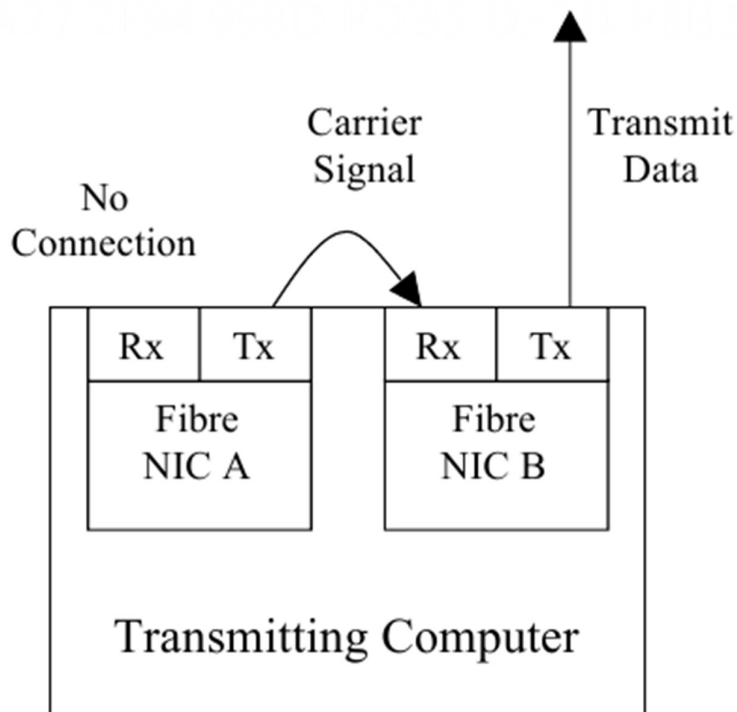 Carrier
Signal
Transmit
Data
No
Connection
Rx
Tx
Rx
Tx
Fibre
NIC A
Fibre
NIC B
Transmitting Computer